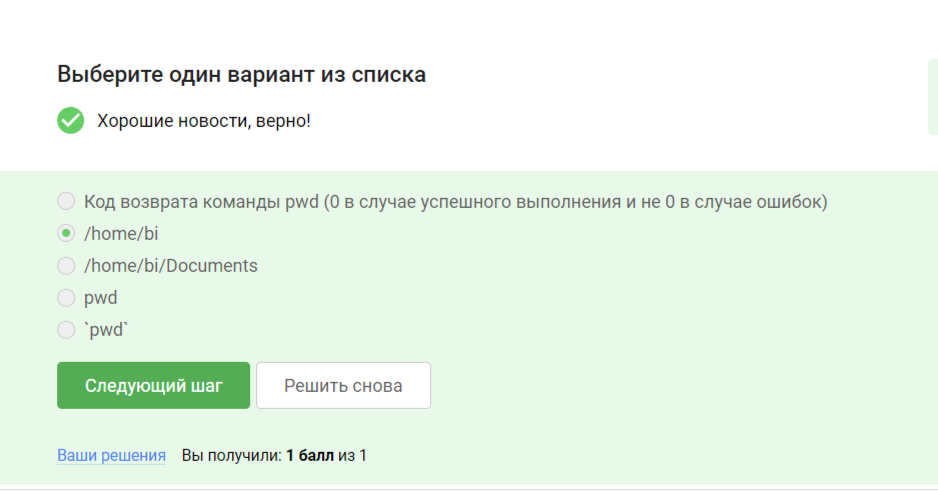 Выберите один вариант из списка
Хорошие новости, верно!
Код возврата команды pwd (0 в случае успешного выполнения и не 0 в случае ошибок)
/home/bi
/home/bi/Documents
pwd
`pwd`
Следующий шаг
Решить снова
Ваши решения Вы получили: 1 балл из 1